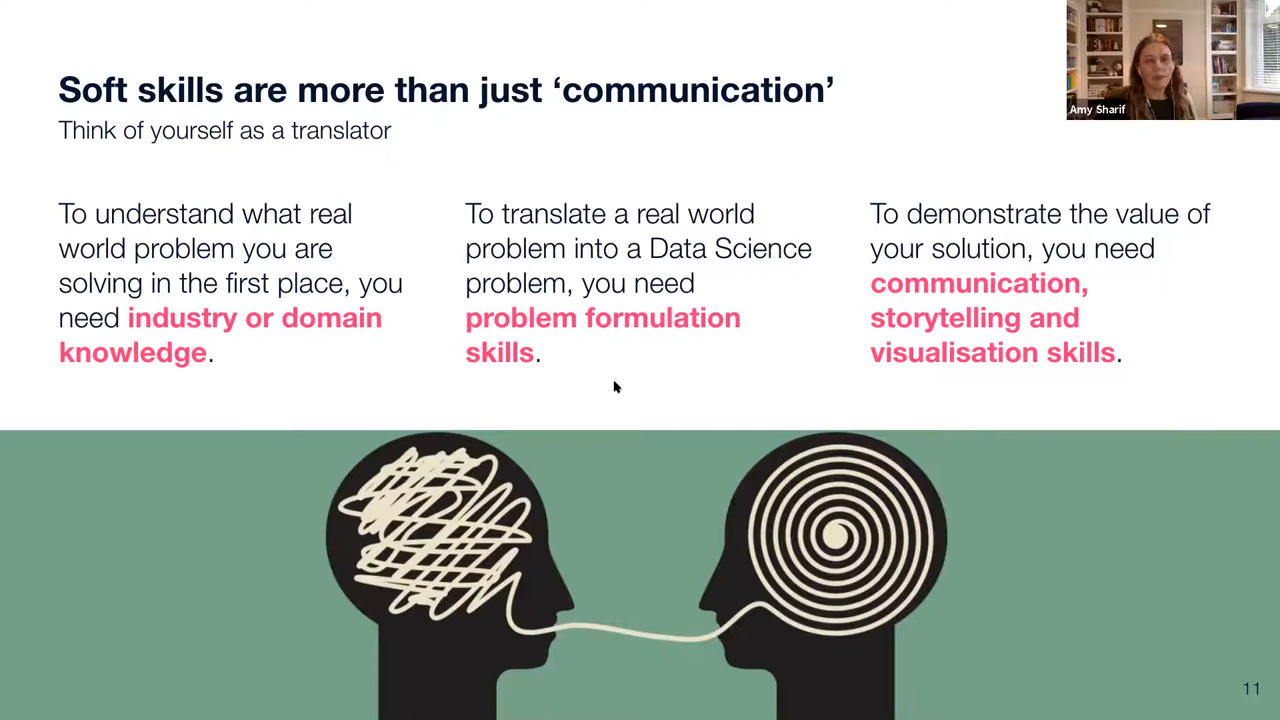 Soft skills are more than just ‘communication’
Think of yourself as a translator
Amy Sharif
To understand what real
world problem you are
solving in the first place, you
need industry or domain
knowledge.
To translate a real world
problem into a Data Science
problem, you need
problem formulation
skills.
To demonstrate the value of
your solution, you need
communication,
storytelling and
visualisation skills.
11